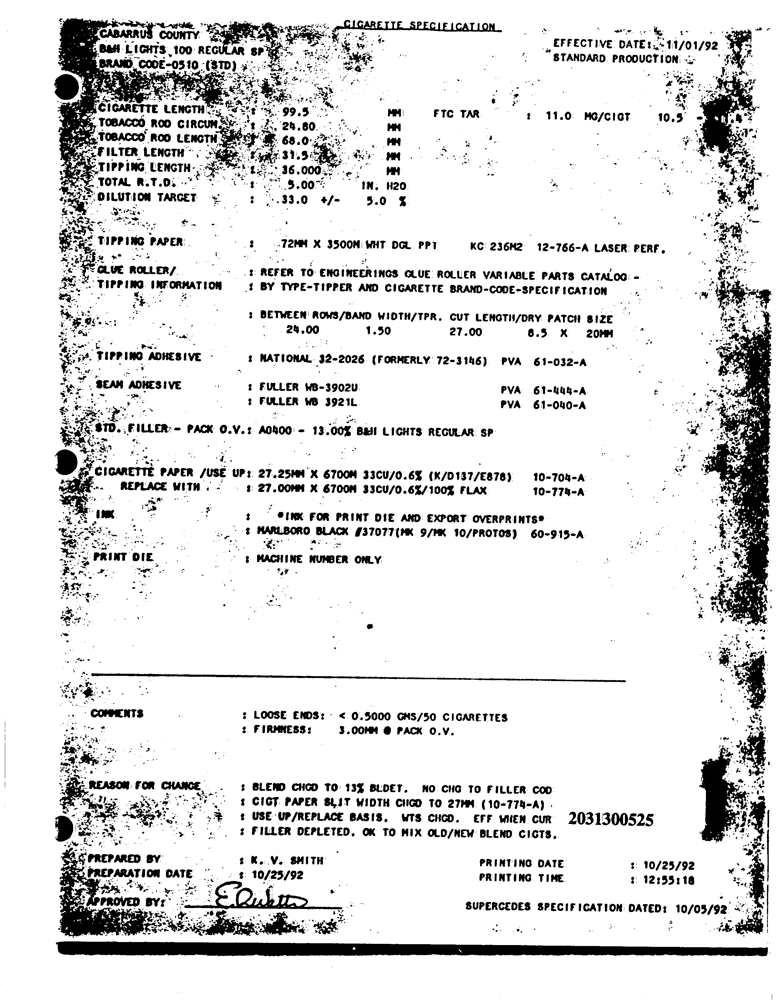 CIGARETTE SPECIFICATION
CABARRUS COUNTY
B&H LIGHTS 100 REGULAR SP
BRAND CODE-0510 (STD)
EFFECTIVE DATE: 11/01/92
STANDARD PRODUCTION
CIGARETTE LENGTH : 99.5 MM FTC TAR : 11.0 MG/CIGT 10.5 -
TOBACCO ROD CIRCUM. : 24.80 MM
TOBACCO ROD LENGTH : 68.0 MM
FILTER LENGTH : 31.5 MM
TIPPING LENGTH : 36.000 MM
TOTAL R.T.D. : 5.00 IN. H2O
DILUTION TARGET : 33.0 +/- 5.0 %
TIPPING PAPER : 72MM X 3500M WHT DGL PPT KC 236M2 12-766-A LASER PERF.
GLUE ROLLER/ : REFER TO ENGINEERINGS GLUE ROLLER VARIABLE PARTS CATALOG -
TIPPING INFORMATION : BY TYPE-TIPPER AND CIGARETTE BRAND-CODE-SPECIFICATION
: BETWEEN ROWS/BAND WIDTH/TPR. CUT LENGTH/DRY PATCH SIZE
24.00 1.50 27.00 8.5 X 20MM
TIPPING ADHESIVE : NATIONAL 32-2026 (FORMERLY 72-3146) PVA 61-032-A
SEAM ADHESIVE : FULLER WB-3902U PVA 61-444-A
: FULLER WB 3921L PVA 61-040-A
STD. FILLER - PACK O.V.: A0400 - 13.00% B&H LIGHTS REGULAR SP
CIGARETTE PAPER /USE UP: 27.25MM X 6700M 33CU/0.6% (K/D137/E878) 10-704-A
REPLACE WITH : 27.00MM X 6700M 33CU/0.6%/100% FLAX 10-774-A
INK : *INK FOR PRINT DIE AND EXPORT OVERPRINTS*
: MARLBORO BLACK #37077(MK 9/MK 10/PROTOS) 60-915-A
PRINT DIE : MACHINE NUMBER ONLY
COMMENTS : LOOSE ENDS: < 0.5000 GMS/50 CIGARETTES
: FIRMNESS: 3.00MM @ PACK O.V.
REASON FOR CHANGE : BLEND CHGD TO 13% BLDET. NO CHG TO FILLER COD
: CIGT PAPER SLIT WIDTH CHGD TO 27MM (10-774-A)
: USE UP/REPLACE BASIS. WTS CHGD. EFF WHEN CUR 2031300525
: FILLER DEPLETED. OK TO MIX OLD/NEW BLEND CIGTS.
PREPARED BY : K. V. SMITH PRINTING DATE : 10/25/92
PREPARATION DATE : 10/25/92 PRINTING TIME : 12:55:18
APPROVED BY:
SUPERCEDES SPECIFICATION DATED: 10/05/92